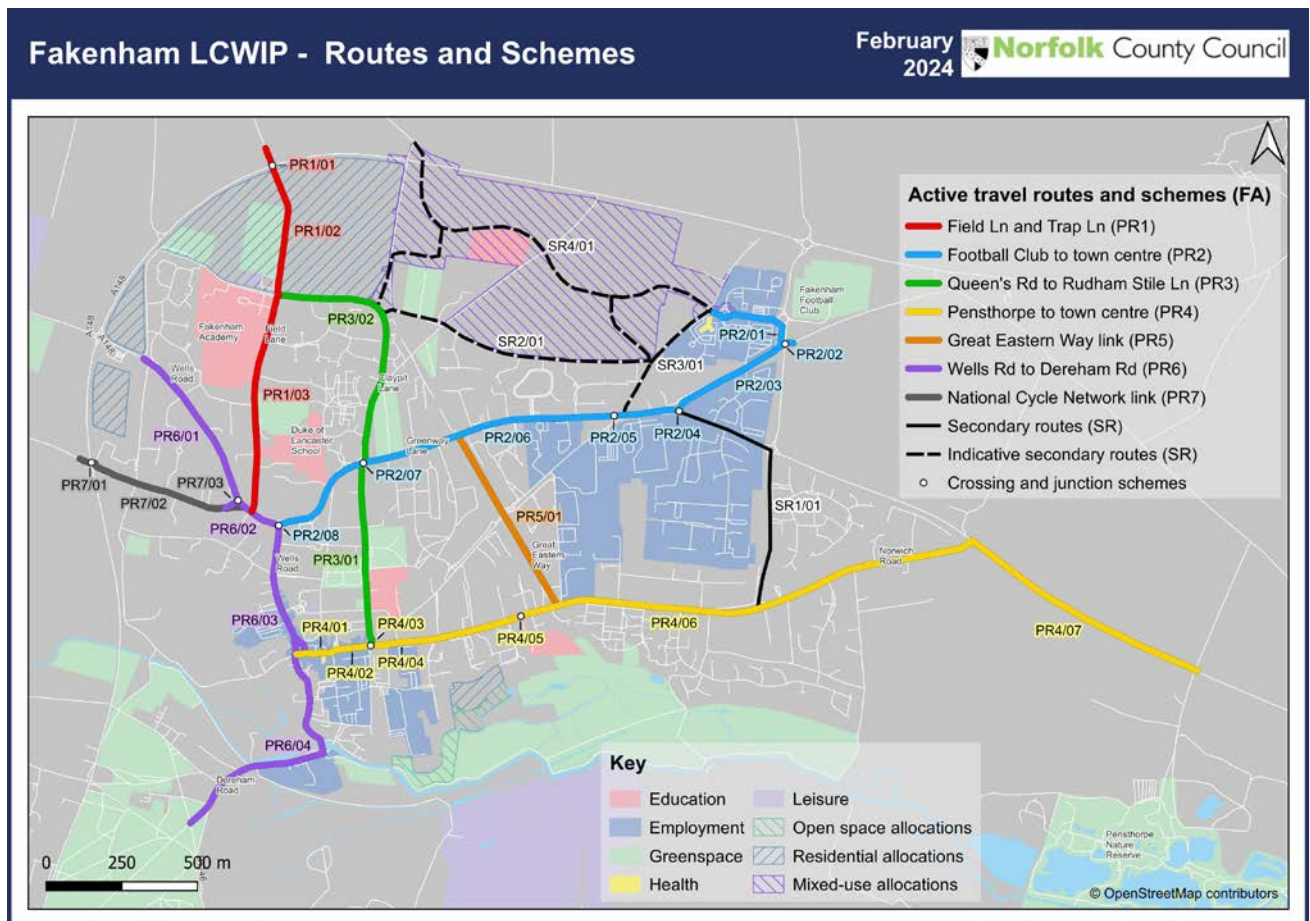 Fakenham LCWIP - Routes and Schemes
February
2024
Norfolk County Council
Active travel routes and schemes (FA)
Field Ln and Trap Ln (PR1)
Football Club to town centre (PR2)
Queen's Rd to Rudham Stile Ln (PR3)
Pensthorpe to town centre (PR4)
Great Eastern Way link (PR5)
Wells Rd to Dereham Rd (PR6)
National Cycle Network link (PR7)
Secondary routes (SR)
Indicative secondary routes (SR)
Crossing and junction schemes
PR1/01
PR1/02
SR4/01
A148
A148
A148
Fakenham
Academy
Field
Lane
PR3/02
SR2/01
Fakenham
Football
Club
PR2/01
PR2/02
SR3/01
PR2/03
Wells
Road
PR1/03
Claypit
Lane
PR6/01
Duke of
Lancaster
School
Greenway
Lane
PR2/06
PR2/05
PR2/04
PR2/07
PR7/01
PR7/02
PR7/03
PR6/02
PR2/08
PR5/01
SR1/01
Great
Eastern
Way
Wells
Road
PR3/01
Norwich
Road
PR6/03
PR4/01
PR4/03
PR4/02
PR4/04
PR4/05
PR4/06
PR4/07
PR6/04
Dereham
Road
Key
Education
Employment
Greenspace
Health
Leisure
Open space allocations
Residential allocations
Mixed-use allocations
Pensthorpe
Nature
Reserve
0 250 500 m
© OpenStreetMap contributors